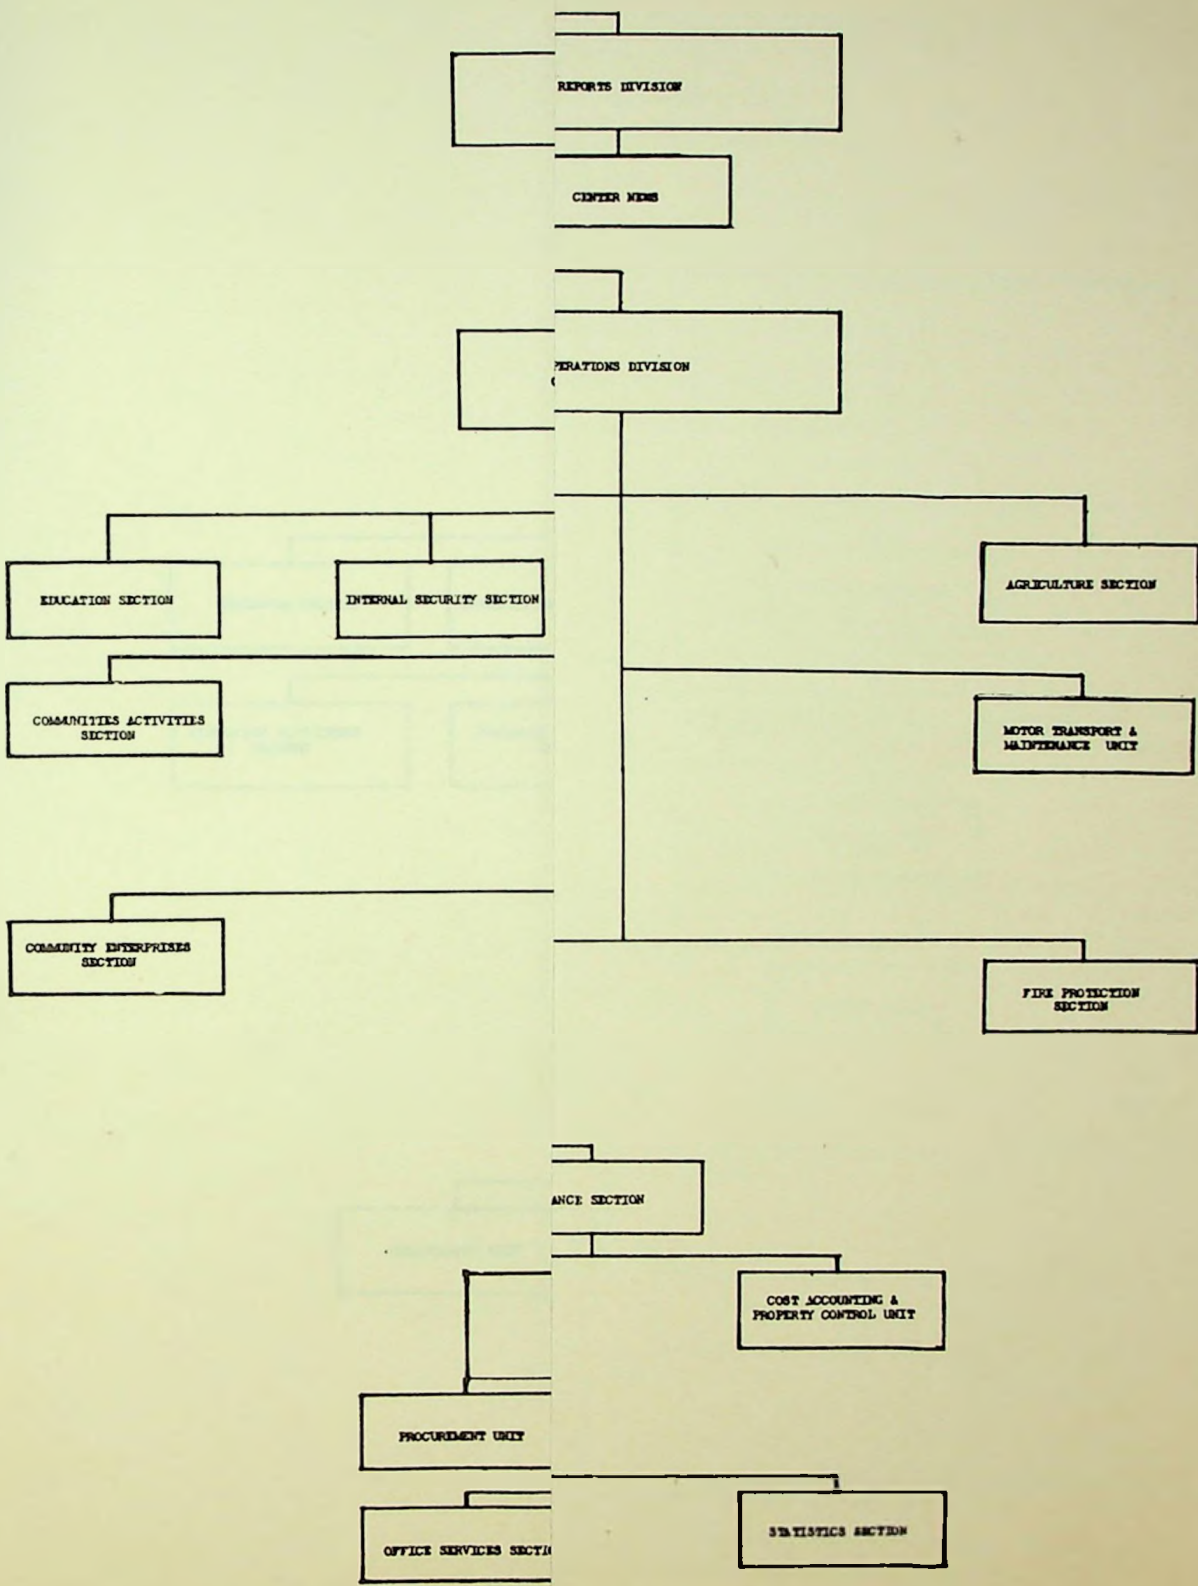 REPORTS DIVISION
CENTER NEWS
PERATIONS DIVISION
EDUCATION SECTION
INTERNAL SECURITY SECTION
AGRICULTURE SECTION
COMMUNITIES ACTIVITIES
SECTION
MOTOR TRANSPORT &
MAINTENANCE UNIT
COMMUNITY ENTERPRISES
SECTION
FIRE PROTECTION
SECTION
ANCE SECTION
COST ACCOUNTING &
PROPERTY CONTROL UNIT
PROCUREMENT UNIT
OFFICE SERVICES SECTI
STATISTICS SECTION